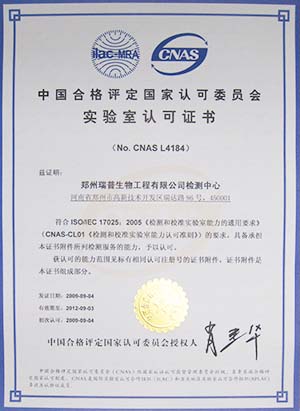 ilac-MRA
CNAS
中国合格评定国家认可委员会
实验室认可证书
(No. CNAS L4184)
兹证明:
郑州瑞普生物工程有限公司检测中心
河南省郑州市高新技术开发区瑞达路96号, 450001
符合 ISO/IEC 17025: 2005《检测和校准实验室能力的通用要求》
(CNAS-CL01《检测和校准实验室能力认可准则》)的要求, 具备承担本
证书附件所列检测服务的能力, 予以认可。
获认可的能力范围见标有相同认可注册号的证书附件, 证书附件是
本证书组成部分。
发证日期: 2009-09-04
有效期至: 2012-09-03
初次认可: 2009-09-04
中国合格评定国家认可委员会授权人